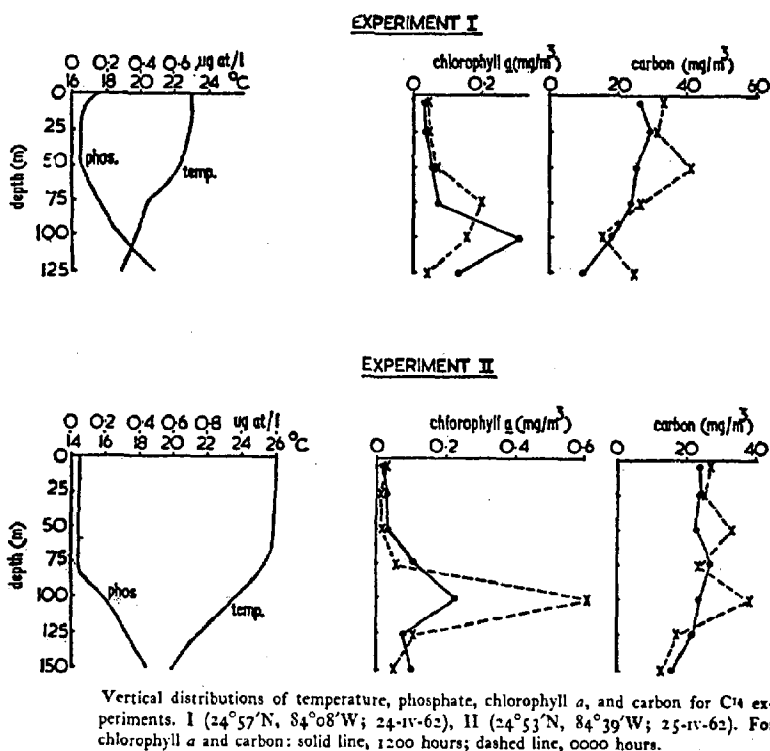 EXPERIMENT I
0 0·2 0·4 0·6 µg at/l
16 18 20 22 24 °C
chlorophyll a (mg/m³)
0 0·2
carbon (mg/m³)
0 20 40 60
depth (m)
0
25
50
75
100
125
phos.
temp.
EXPERIMENT II
0 0·2 0·4 0·6 0·8 µg at/l
14 16 18 20 22 24 26 °C
chlorophyll a (mg/m³)
0 0·2 0·4 0·6
carbon (mg/m³)
0 20 40
depth (m)
0
25
50
75
100
125
150
phos
temp.
Vertical distributions of temperature, phosphate, chlorophyll a, and carbon for C¹⁴ ex-
periments. I (24°57′N, 84°08′W; 24-IV-62), II (24°53′N, 84°39′W; 25-IV-62). Fo
chlorophyll a and carbon: solid line, 1200 hours; dashed line, 0000 hours.